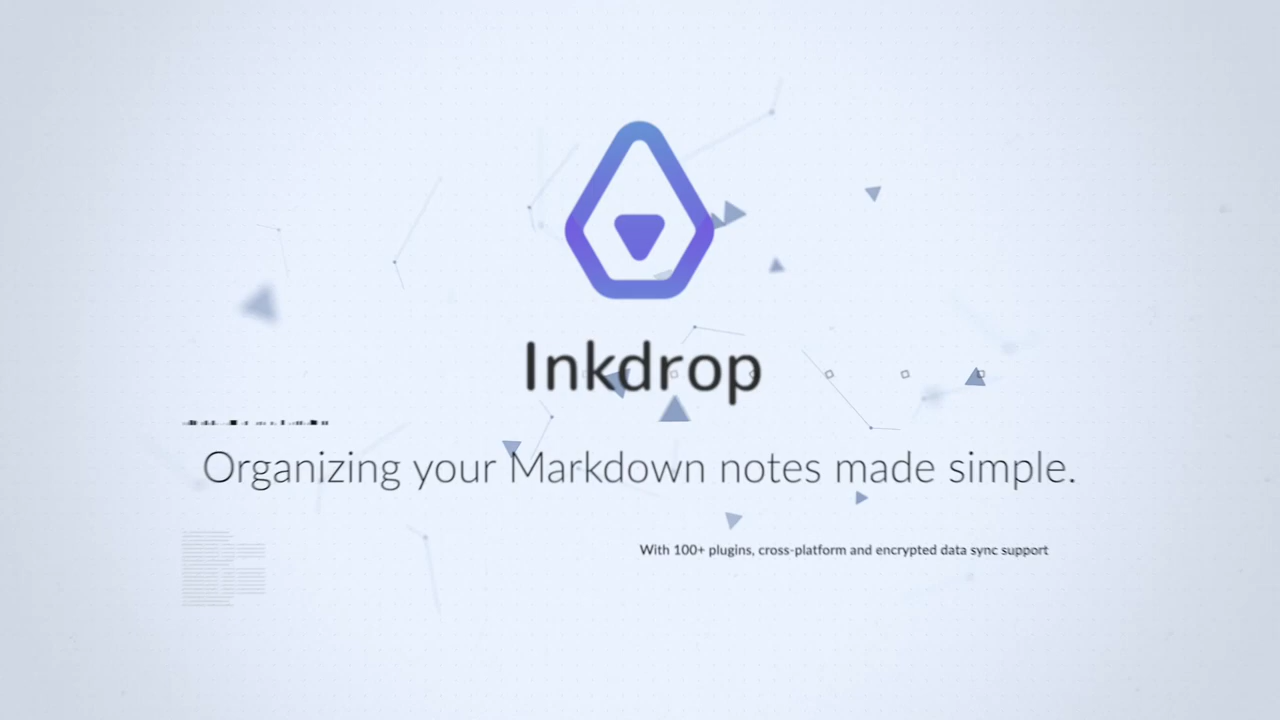 Inkdrop
Organizing your Markdown notes made simple.
With 100+ plugins, cross-platform and encrypted data sync support